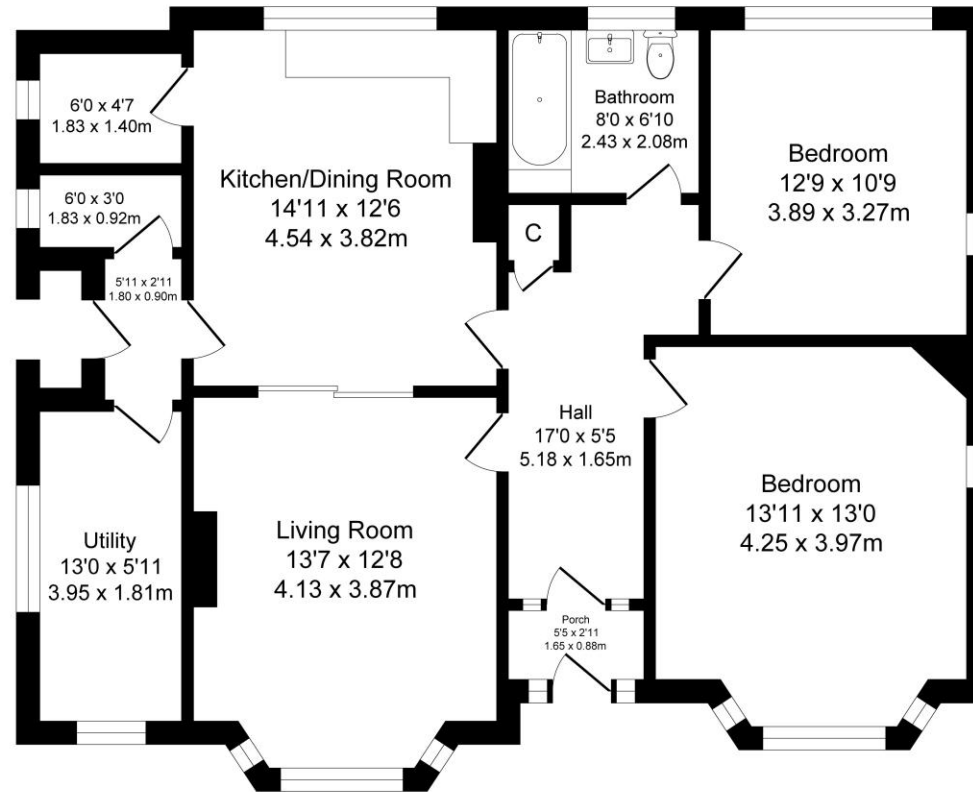 6'0 x 4'7
1.83 x 1.40m
6'0 x 3'0
1.83 x 0.92m
5'11 x 2'11
1.80 x 0.90m
Kitchen/Dining Room
14'11 x 12'6
4.54 x 3.82m
Bathroom
8'0 x 6'10
2.43 x 2.08m
C
Bedroom
12'9 x 10'9
3.89 x 3.27m
Hall
17'0 x 5'5
5.18 x 1.65m
Utility
13'0 x 5'11
3.95 x 1.81m
Living Room
13'7 x 12'8
4.13 x 3.87m
Bedroom
13'11 x 13'0
4.25 x 3.97m
Porch
5'5 x 2'11
1.65 x 0.88m